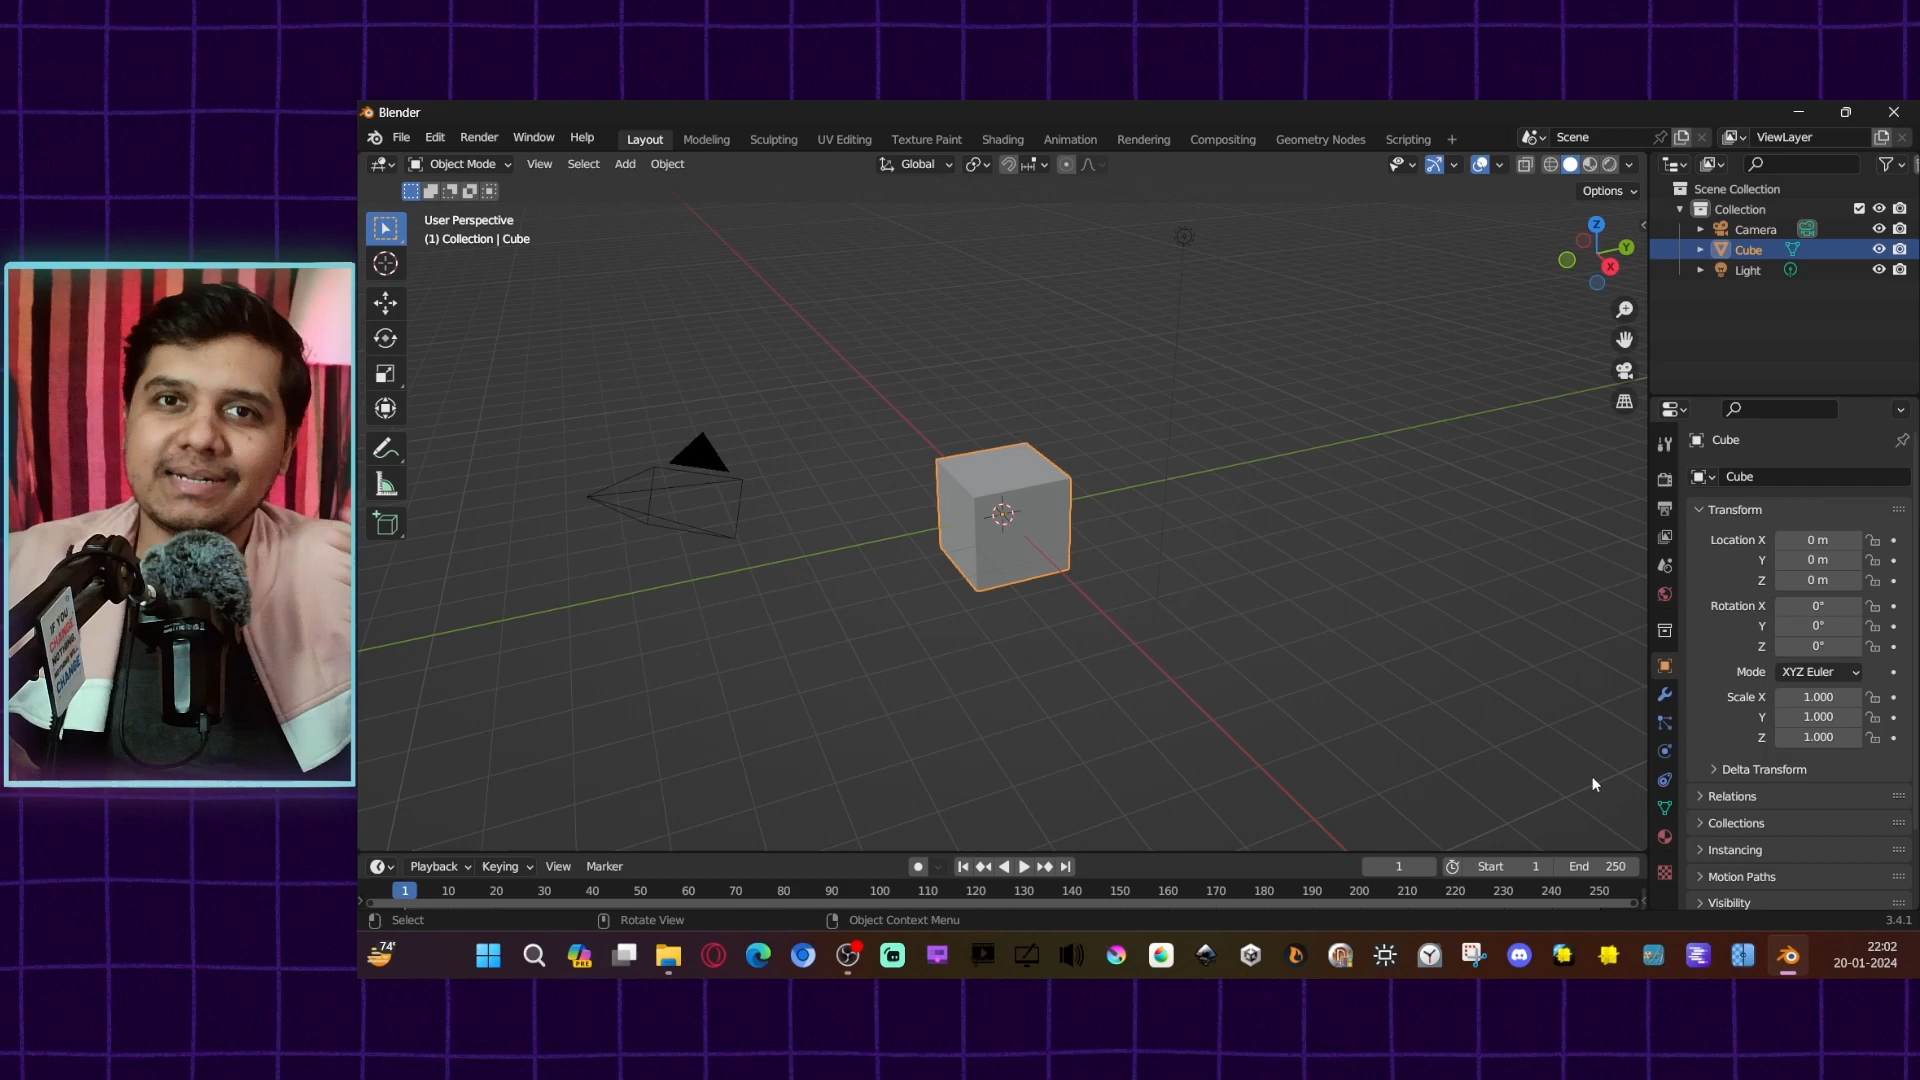 Blender
File Edit Render Window Help Layout Modeling Sculpting UV Editing Texture Paint Shading Animation Rendering Compositing Geometry Nodes Scripting + Scene ViewLayer
Object Mode View Select Add Object Global
Options
User Perspective
(1) Collection | Cube
Z
Y
X
Scene Collection
Collection
Camera
Cube
Light
Cube
Cube
Transform
Location X 0 m
Y 0 m
Z 0 m
Rotation X 0°
Y 0°
Z 0°
Mode XYZ Euler
Scale X 1.000
Y 1.000
Z 1.000
Delta Transform
Relations
Collections
Instancing
Motion Paths
Visibility
IF YOU
CHANGE
NOTHING,
NOTHING WILL
CHANGE
Playback Keying View Marker 1 Start 1 End 250
1 10 20 30 40 50 60 70 80 90 100 110 120 130 140 150 160 170 180 190 200 210 220 230 240 250
Select Rotate View Object Context Menu 3.4.1
74°
PRE
22:02
20-01-2024